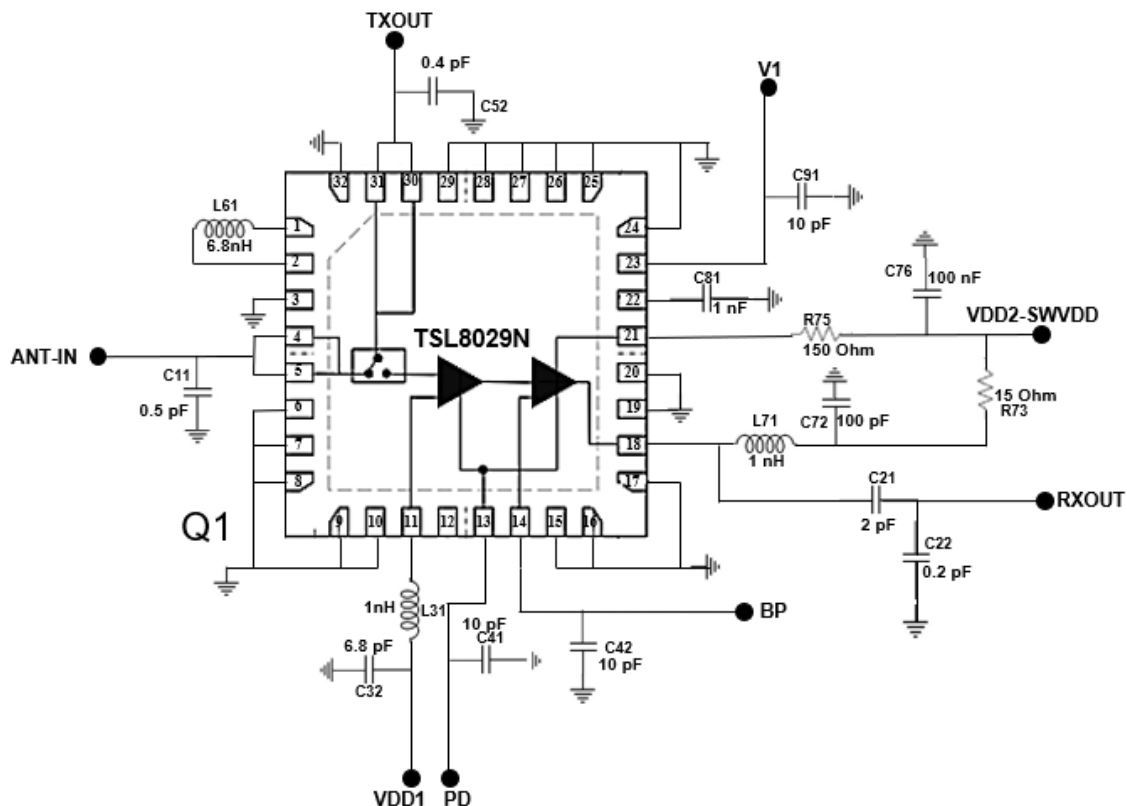 TXOUT
0.4 pF
C52
V1
32
31
30
29
28
27
26
25
C91
10 pF
L61
6.8nH
1
2
3
4
5
6
7
8
24
23
22
21
20
19
18
17
C81
1 nF
C76
100 nF
R75
150 Ohm
VDD2-SWVDD
TSL8029N
ANT-IN
C11
0.5 pF
15 Ohm
R73
C72
100 pF
L71
1 nH
C21
2 pF
RXOUT
C22
0.2 pF
Q1
9
10
11
12
13
14
15
16
1nH
L31
10 pF
C41
6.8 pF
C32
BP
C42
10 pF
VDD1
PD